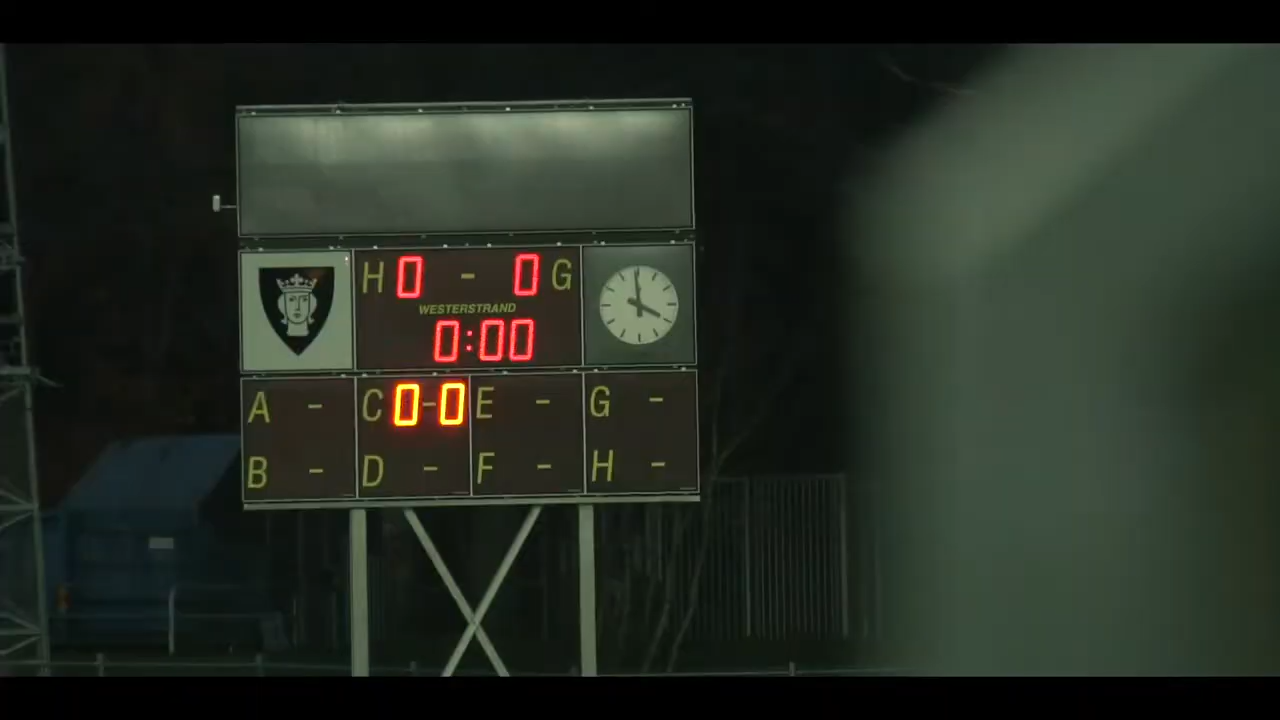 H 0 - 0 G
WESTERSTRAND
0:00
A - C 0-0 E - G -
B - D - F - H -